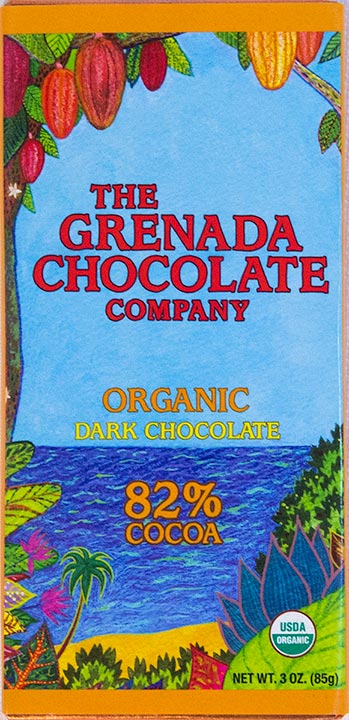 THE
GRENADA
CHOCOLATE
COMPANY
ORGANIC
DARK CHOCOLATE
82%
COCOA
USDA
ORGANIC
NET WT. 3 OZ. (85g)